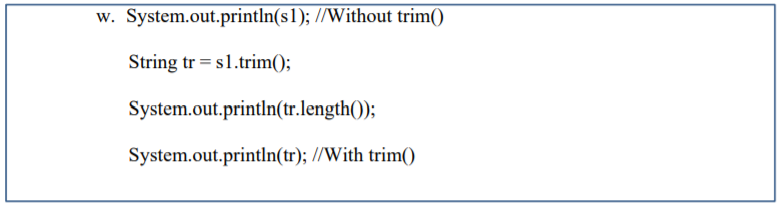 w. System.out.println(s1); //Without trim()
String tr = s1.trim();
System.out.println(tr.length());
System.out.println(tr); //With trim()